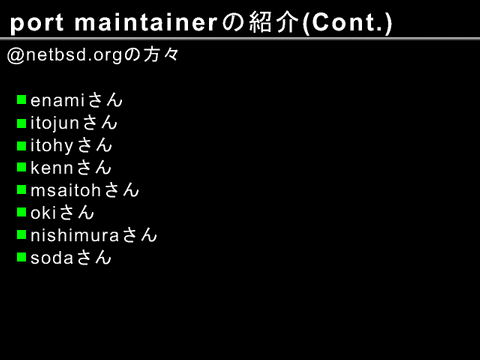 port maintainerの紹介(Cont.)
@netbsd.orgの方々
enamiさん
itojunさん
itohyさん
kennさん
msaitohさん
okiさん
nishimuraさん
sodaさん